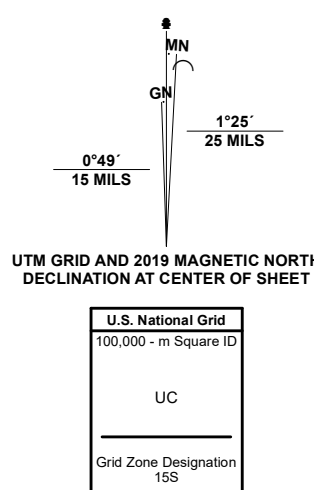 MN
GN
1°25´
25 MILS
0°49´
15 MILS
UTM GRID AND 2019 MAGNETIC NORTH
DECLINATION AT CENTER OF SHEET
U.S. National Grid
100,000 - m Square ID
UC
Grid Zone Designation
15S